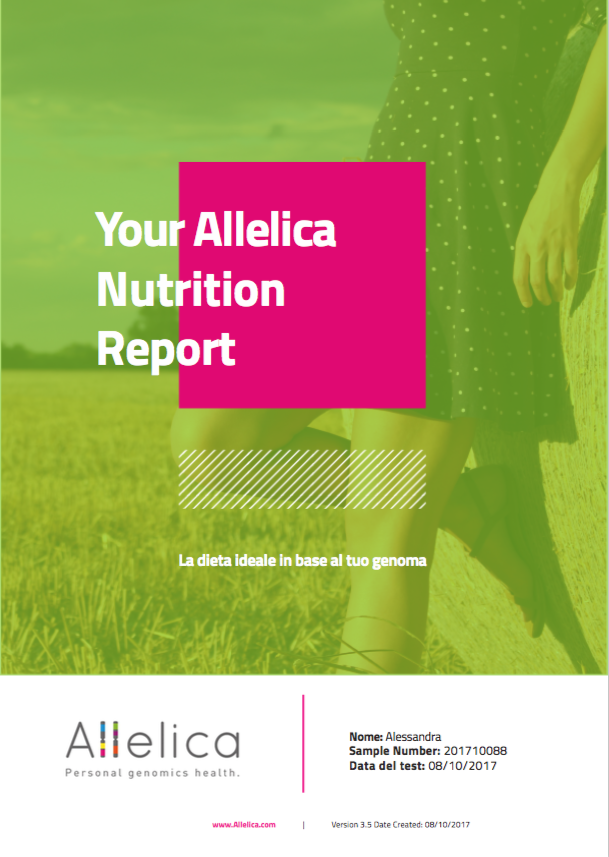 Your Allelica
Nutrition
Report
La dieta ideale in base al tuo genoma
Allelica
Personal genomics health.
Nome: Alessandra
Sample Number: 201710088
Data del test: 08/10/2017
www.Allelica.com | Version 3.5 Date Created: 08/10/2017